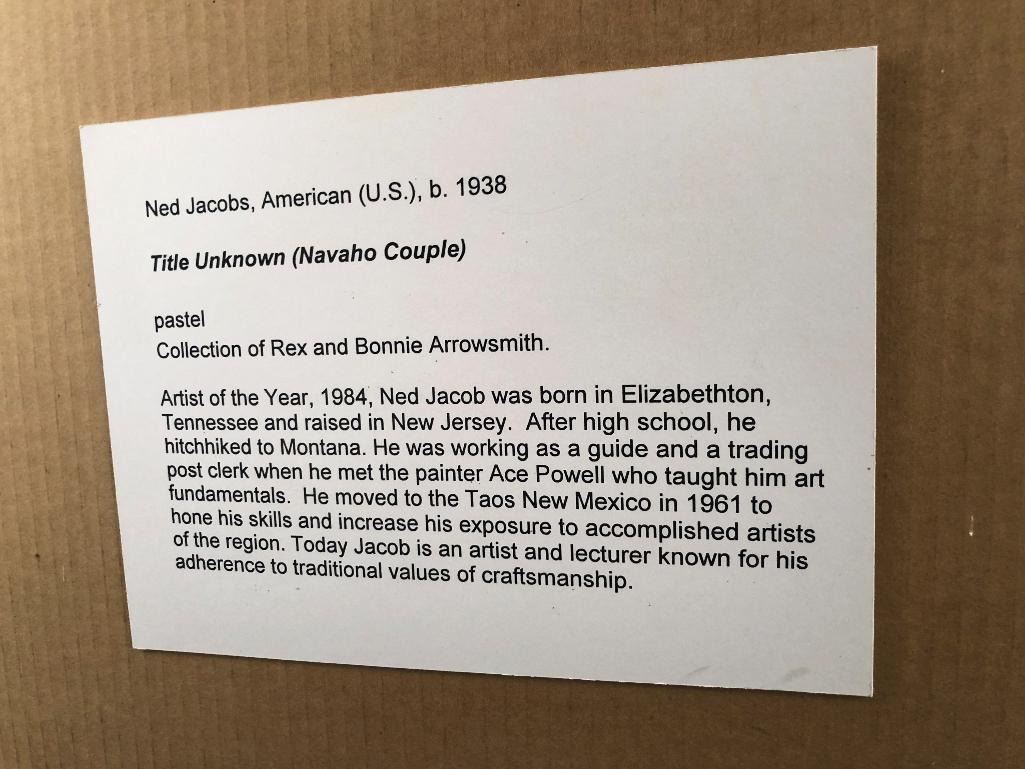 Ned Jacobs, American (U.S.), b. 1938
Title Unknown (Navaho Couple)
pastel
Collection of Rex and Bonnie Arrowsmith.
Artist of the Year, 1984, Ned Jacob was born in Elizabethton,
Tennessee and raised in New Jersey.  After high school, he
hitchhiked to Montana. He was working as a guide and a trading
post clerk when he met the painter Ace Powell who taught him art
fundamentals.  He moved to the Taos New Mexico in 1961 to
hone his skills and increase his exposure to accomplished artists
of the region. Today Jacob is an artist and lecturer known for his
adherence to traditional values of craftsmanship.